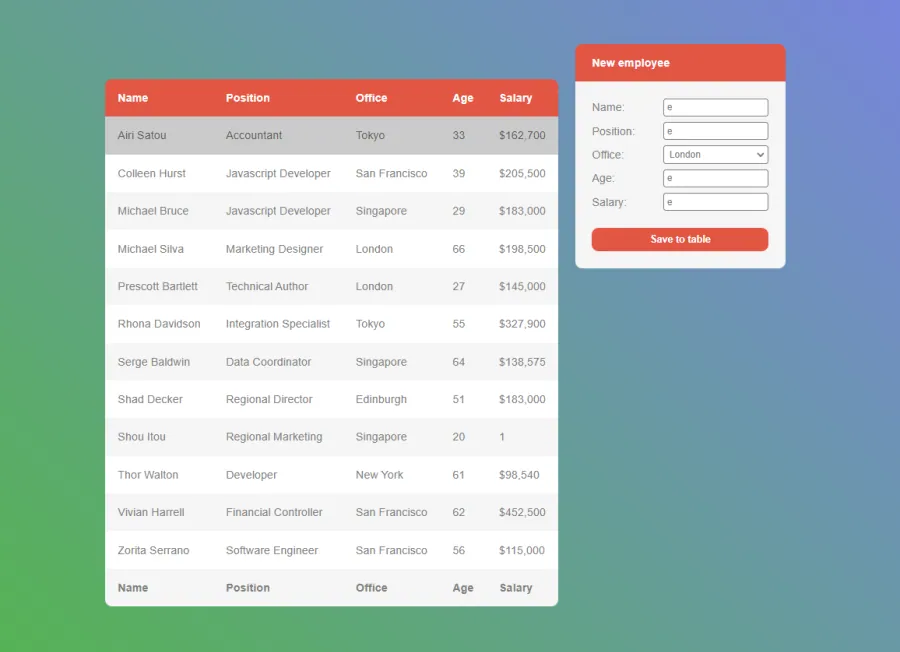 Name Position Office Age Salary
Airi Satou Accountant Tokyo 33 $162,700
Colleen Hurst Javascript Developer San Francisco 39 $205,500
Michael Bruce Javascript Developer Singapore 29 $183,000
Michael Silva Marketing Designer London 66 $198,500
Prescott Bartlett Technical Author London 27 $145,000
Rhona Davidson Integration Specialist Tokyo 55 $327,900
Serge Baldwin Data Coordinator Singapore 64 $138,575
Shad Decker Regional Director Edinburgh 51 $183,000
Shou Itou Regional Marketing Singapore 20 1
Thor Walton Developer New York 61 $98,540
Vivian Harrell Financial Controller San Francisco 62 $452,500
Zorita Serrano Software Engineer San Francisco 56 $115,000
Name Position Office Age Salary
New employee
Name: e
Position: e
Office: London
Age: e
Salary: e
Save to table